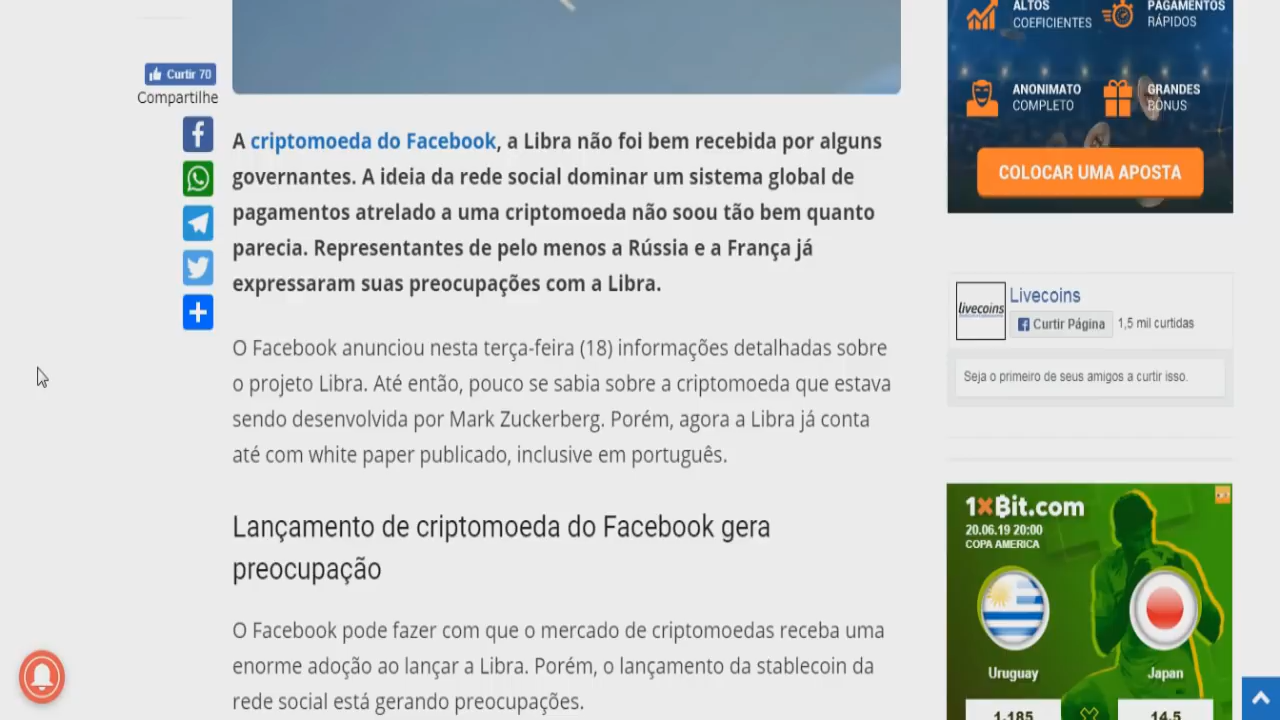 Curtir 70
Compartilhe
A criptomoeda do Facebook, a Libra não foi bem recebida por alguns
governantes. A ideia da rede social dominar um sistema global de
pagamentos atrelado a uma criptomoeda não soou tão bem quanto
parecia. Representantes de pelo menos a Rússia e a França já
expressaram suas preocupações com a Libra.
O Facebook anunciou nesta terça-feira (18) informações detalhadas sobre
o projeto Libra. Até então, pouco se sabia sobre a criptomoeda que estava
sendo desenvolvida por Mark Zuckerberg. Porém, agora a Libra já conta
até com white paper publicado, inclusive em português.
Lançamento de criptomoeda do Facebook gera
preocupação
O Facebook pode fazer com que o mercado de criptomoedas receba uma
enorme adoção ao lançar a Libra. Porém, o lançamento da stablecoin da
rede social está gerando preocupações.
ALTOS
COEFICIENTES
PAGAMENTOS
RÁPIDOS
ANONIMATO
COMPLETO
GRANDES
BÔNUS
COLOCAR UMA APOSTA
livecoins
Livecoins
Curtir Página
1,5 mil curtidas
Seja o primeiro de seus amigos a curtir isso.
1xBit.com
20.06.19 20:00
COPA AMERICA
Uruguay
Japan
1.185
14.5